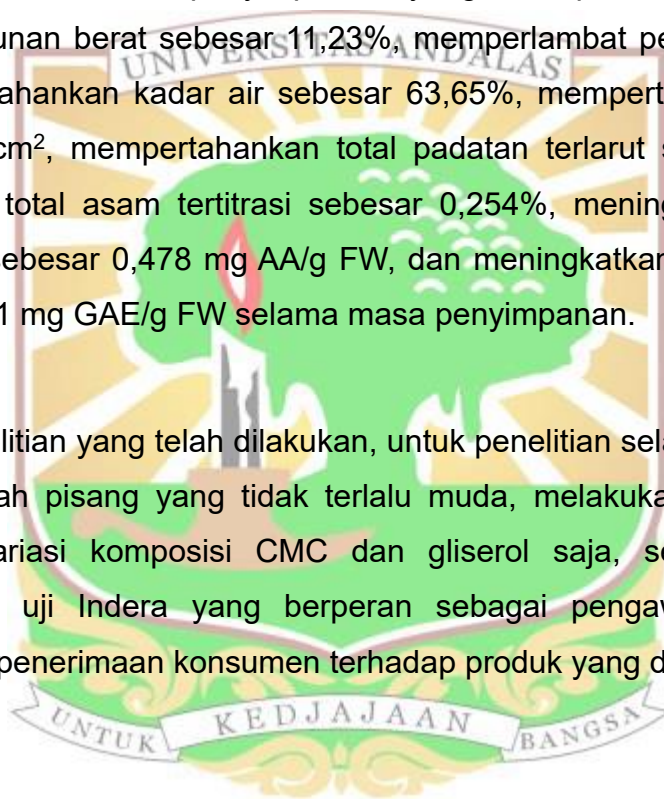 unan berat sebesar 11,23%, memperlambat pe
UNIVERSITAS ANDALAS
ahankan kadar air sebesar 63,65%, mempert
cm², mempertahankan total padatan terlarut s
total asam tertitrasi sebesar 0,254%, mening
sebesar 0,478 mg AA/g FW, dan meningkatkan
1 mg GAE/g FW selama masa penyimpanan.
litian yang telah dilakukan, untuk penelitian sela
ah pisang yang tidak terlalu muda, melakuka
ariasi komposisi CMC dan gliserol saja, se
uji Indera yang berperan sebagai pengav
penerimaan konsumen terhadap produk yang d
UNTUK KEDJAJAAN BANGSA